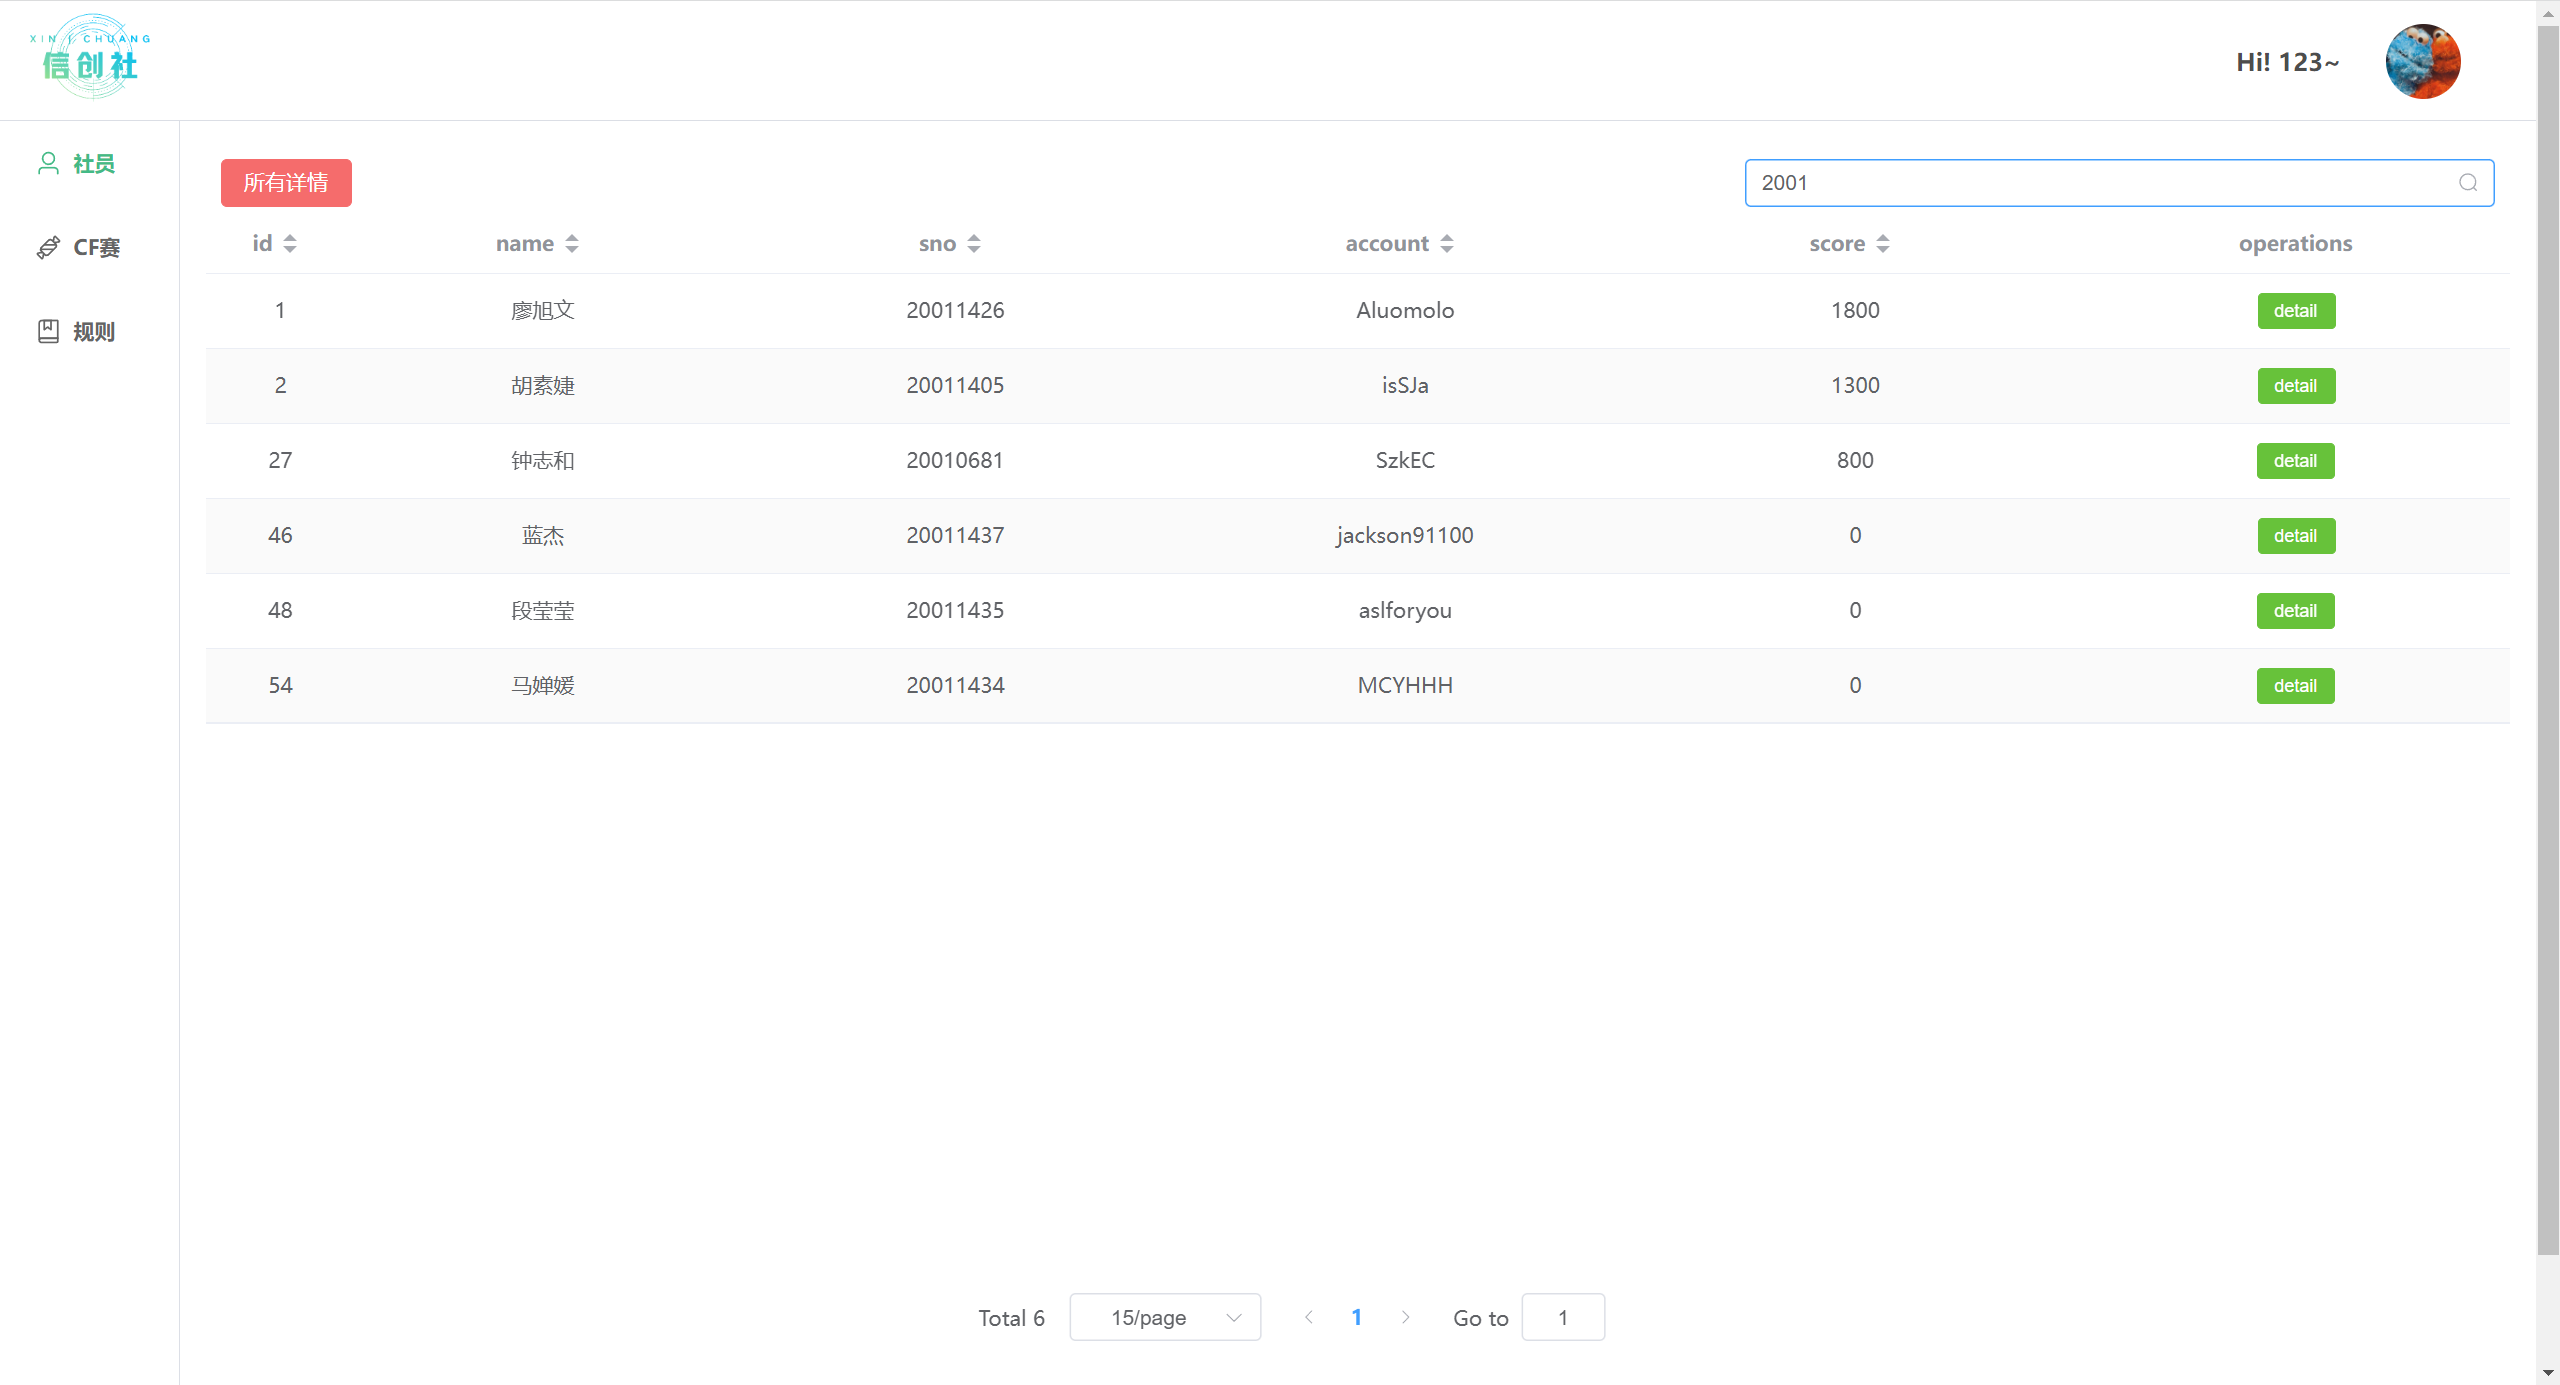 XIN CHUANG
信创社
Hi! 123~
社员
CF赛
规则
所有详情
2001
id name sno account score operations
1 廖旭文 20011426 Aluomolo 1800 detail
2 胡素婕 20011405 isSJa 1300 detail
27 钟志和 20010681 SzkEC 800 detail
46 蓝杰 20011437 jackson91100 0 detail
48 段莹莹 20011435 aslforyou 0 detail
54 马婵媛 20011434 MCYHHH 0 detail
Total 6 15/page 1 Go to 1